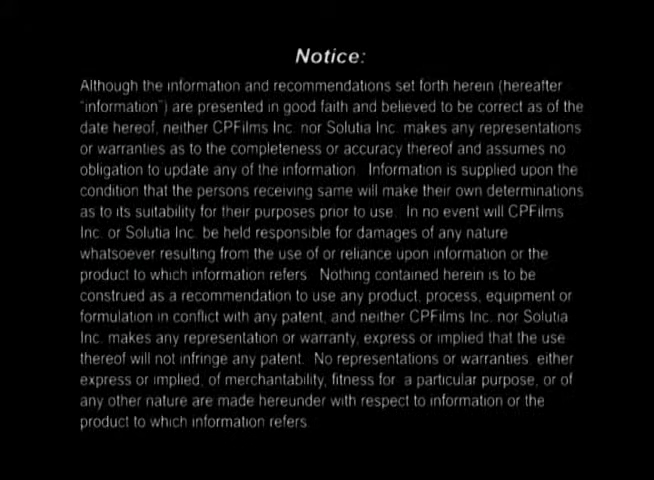 Notice:
Although the information and recommendations set forth herein (hereafter
"information") are presented in good faith and believed to be correct as of the
date hereof, neither CPFilms Inc. nor Solutia Inc. makes any representations
or warranties as to the completeness or accuracy thereof and assumes no
obligation to update any of the information. Information is supplied upon the
condition that the persons receiving same will make their own determinations
as to its suitability for their purposes prior to use. In no event will CPFilms
Inc. or Solutia Inc. be held responsible for damages of any nature
whatsoever resulting from the use of or reliance upon information or the
product to which information refers. Nothing contained herein is to be
construed as a recommendation to use any product, process, equipment or
formulation in conflict with any patent, and neither CPFilms Inc. nor Solutia
Inc. makes any representation or warranty, express or implied that the use
thereof will not infringe any patent. No representations or warranties, either
express or implied, of merchantability, fitness for a particular purpose, or of
any other nature are made hereunder with respect to information or the
product to which information refers.